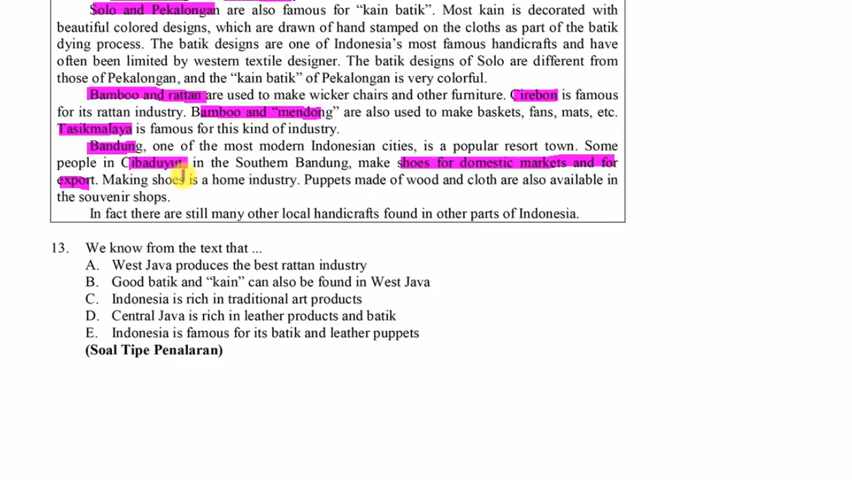 Solo and Pekalongan are also famous for “kain batik”. Most kain is decorated with
beautiful colored designs, which are drawn of hand stamped on the cloths as part of the batik
dying process. The batik designs are one of Indonesia’s most famous handicrafts and have
often been limited by western textile designer. The batik designs of Solo are different from
those of Pekalongan, and the “kain batik” of Pekalongan is very colorful.
Bamboo and rattan are used to make wicker chairs and other furniture. Cirebon is famous
for its rattan industry. Bamboo and “mendong” are also used to make baskets, fans, mats, etc.
Tasikmalaya is famous for this kind of industry.
Bandung, one of the most modern Indonesian cities, is a popular resort town. Some
people in Cibaduyut, in the Southern Bandung, make shoes for domestic markets and for
export. Making shoes is a home industry. Puppets made of wood and cloth are also available in
the souvenir shops.
In fact there are still many other local handicrafts found in other parts of Indonesia.
13. We know from the text that ...
A. West Java produces the best rattan industry
B. Good batik and “kain” can also be found in West Java
C. Indonesia is rich in traditional art products
D. Central Java is rich in leather products and batik
E. Indonesia is famous for its batik and leather puppets
(Soal Tipe Penalaran)